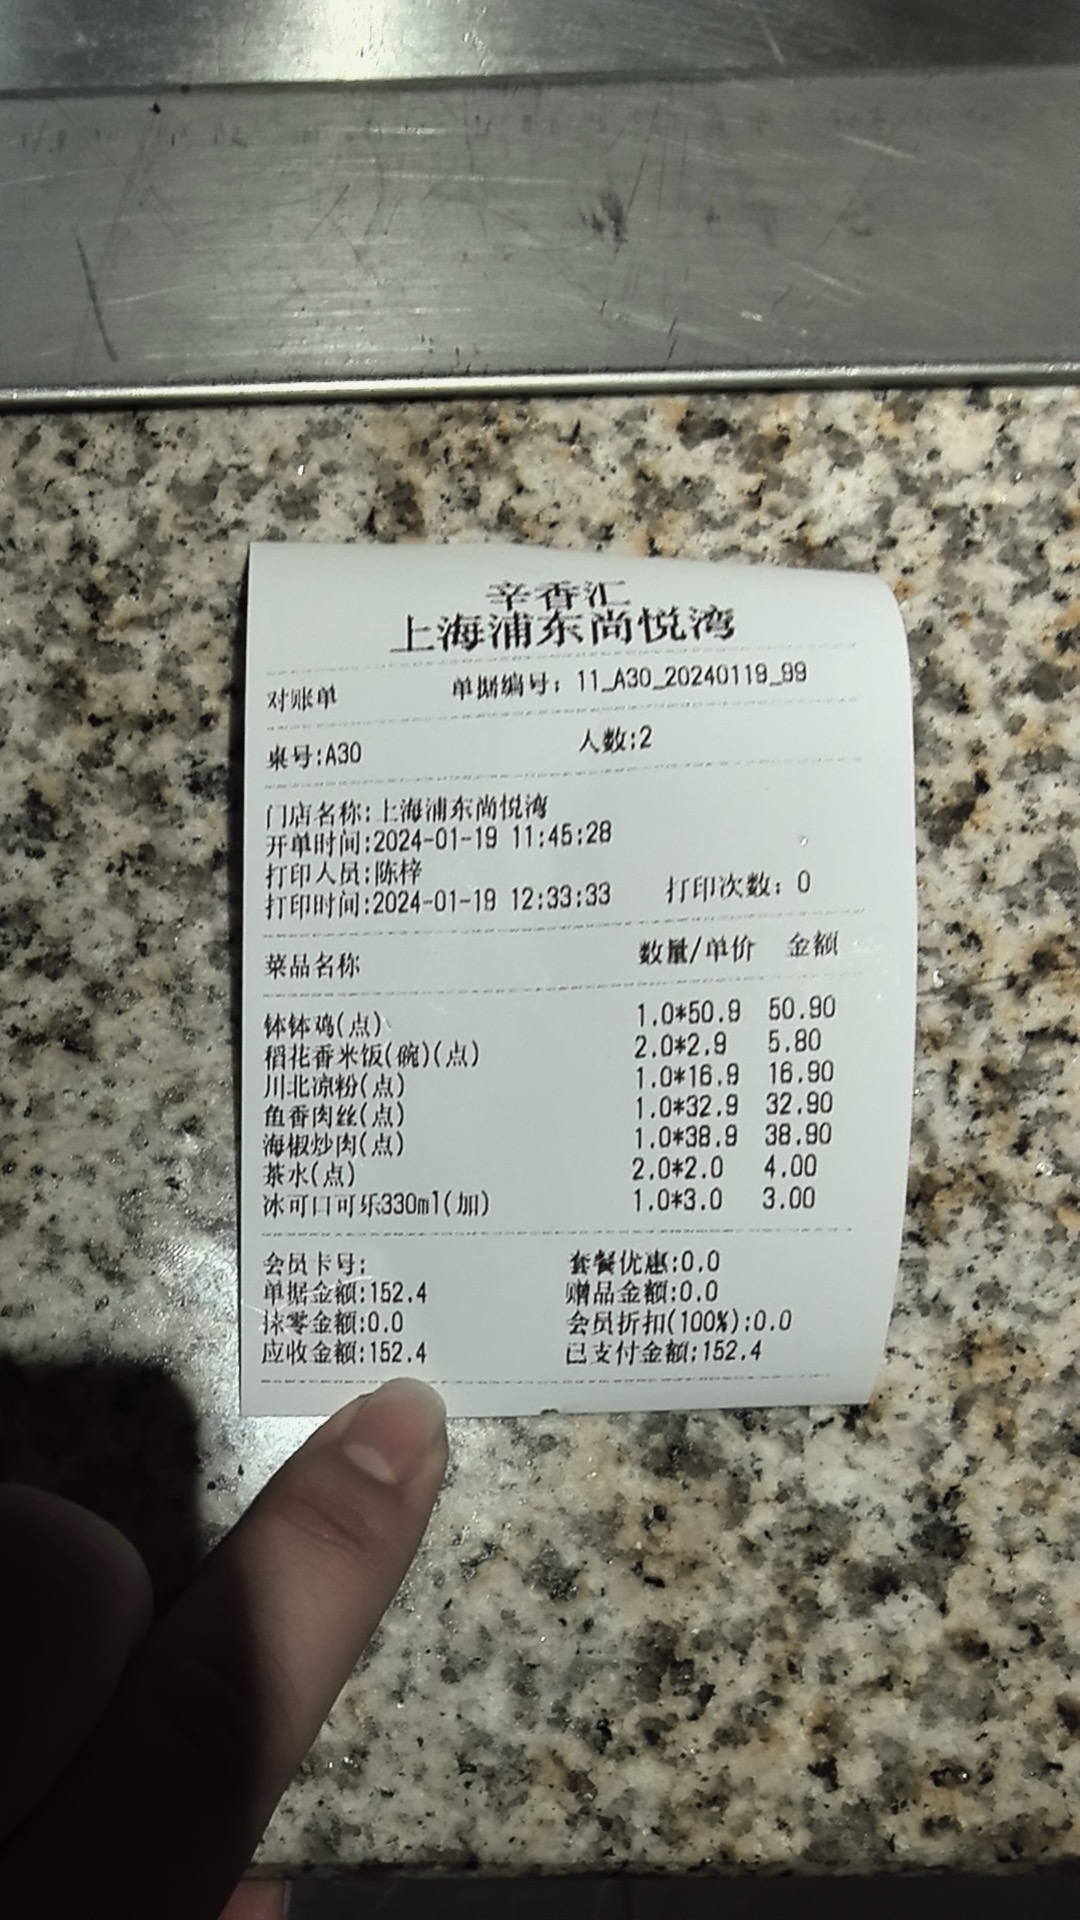 辛香汇
上海浦东尚悦湾
对账单 单据编号：11_A30_20240119_99
桌号:A30 人数:2
门店名称:上海浦东尚悦湾
开单时间:2024-01-19 11:45:28
打印人员:陈梓
打印时间:2024-01-19 12:33:33 打印次数：0
菜品名称 数量/单价 金额
钵钵鸡(点) 1.0*50.9 50.90
稻花香米饭(碗)(点) 2.0*2.9 5.80
川北凉粉(点) 1.0*16.9 16.90
鱼香肉丝(点) 1.0*32.9 32.90
海椒炒肉(点) 1.0*38.9 38.90
茶水(点) 2.0*2.0 4.00
冰可口可乐330ml(加) 1.0*3.0 3.00
会员卡号: 套餐优惠:0.0
单据金额:152.4 赠品金额:0.0
抹零金额:0.0 会员折扣(100%):0.0
应收金额:152.4 已支付金额:152.4